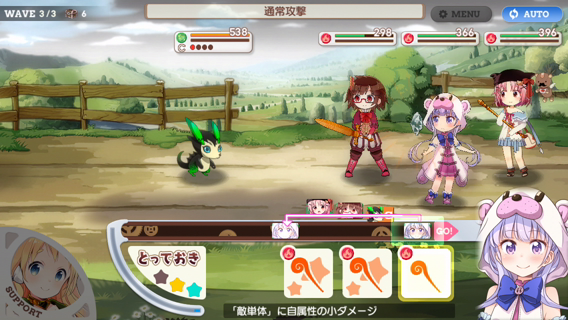 WAVE 3/3 6
通常攻撃
MENU
AUTO
538
298
366
396
C
GO!
とっておき
SUPPORT
「敵単体」に自属性の小ダメージ